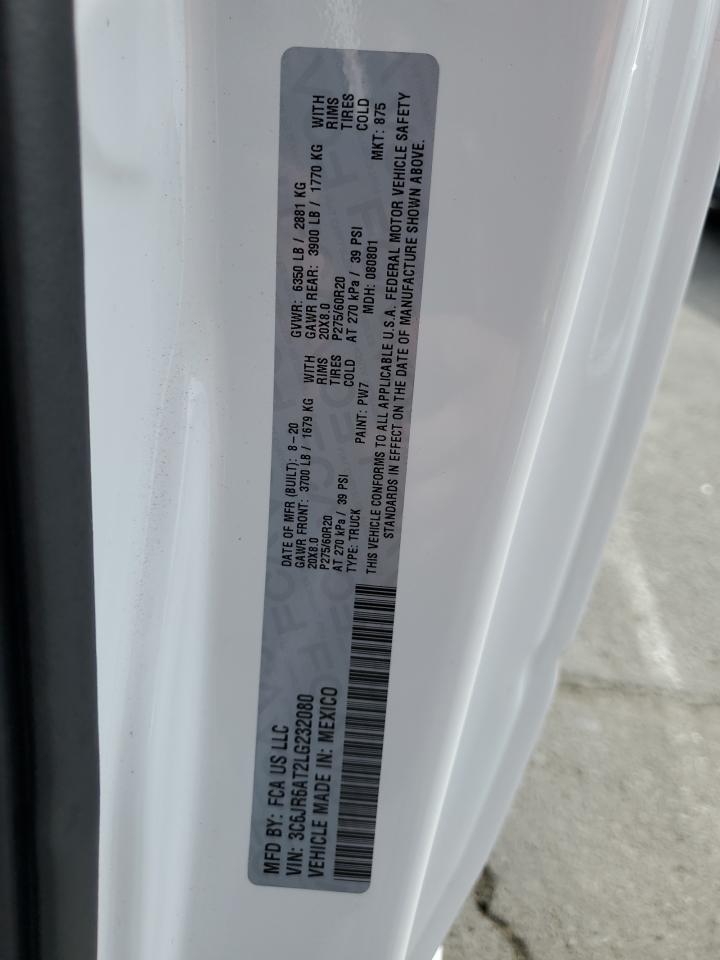 MFD BY: FCA US LLC
VIN: 3C6JR6AT2LG232080
VEHICLE MADE IN: MEXICO
DATE OF MFR (BUILT): 8-20 GVWR: 6350 LB / 2881 KG
GAWR FRONT: 3700 LB / 1679 KG WITH GAWR REAR: 3900 LB / 1770 KG WITH
20X8.0 RIMS 20X8.0 RIMS
P275/60R20 TIRES P275/60R20 TIRES
AT 270 kPa / 39 PSI COLD AT 270 kPa / 39 PSI COLD
TYPE: TRUCK PAINT: PW7 MDH: 080801 MKT: 875
THIS VEHICLE CONFORMS TO ALL APPLICABLE U.S.A. FEDERAL MOTOR VEHICLE SAFETY
STANDARDS IN EFFECT ON THE DATE OF MANUFACTURE SHOWN ABOVE.